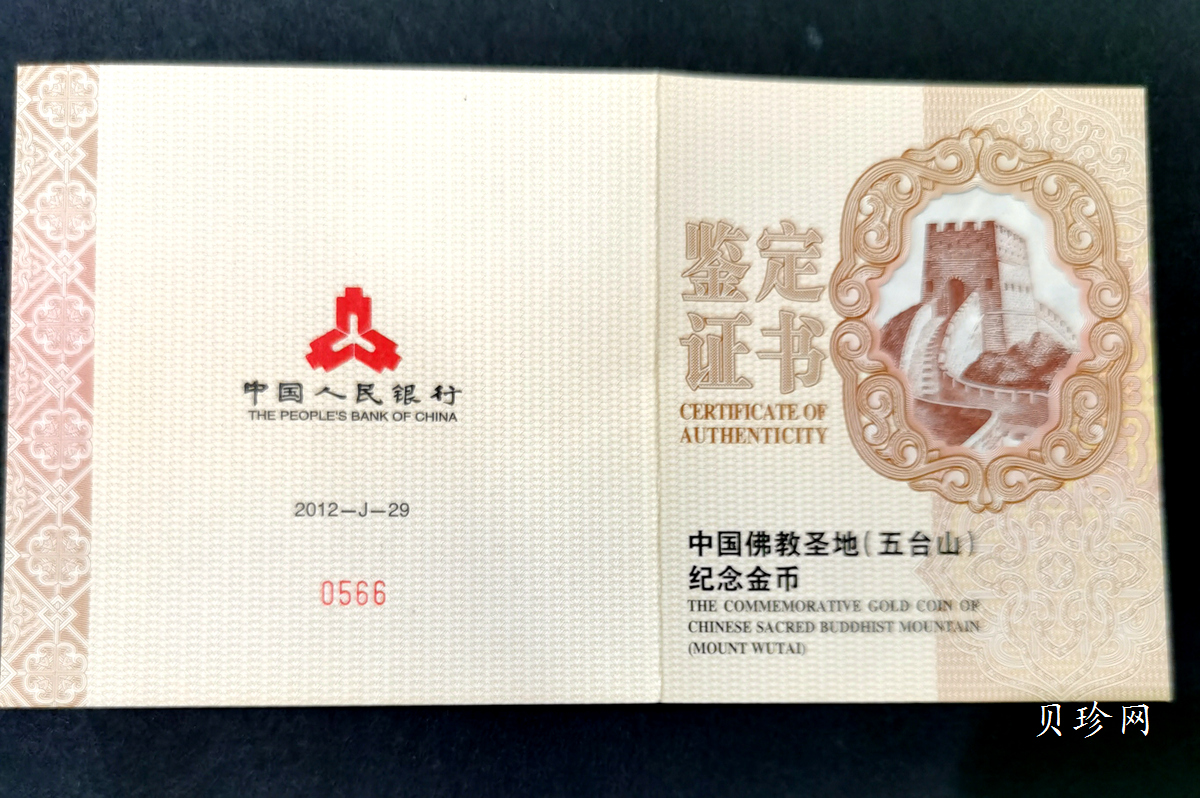 中国人民银行
THE PEOPLE'S BANK OF CHINA
2012—J—29
0566
鉴定
证书
CERTIFICATE OF
AUTHENTICITY
中国佛教圣地(五台山)
纪念金币
THE COMMEMORATIVE GOLD COIN OF
CHINESE SACRED BUDDHIST MOUNTAIN
(MOUNT WUTAI)
贝珍网